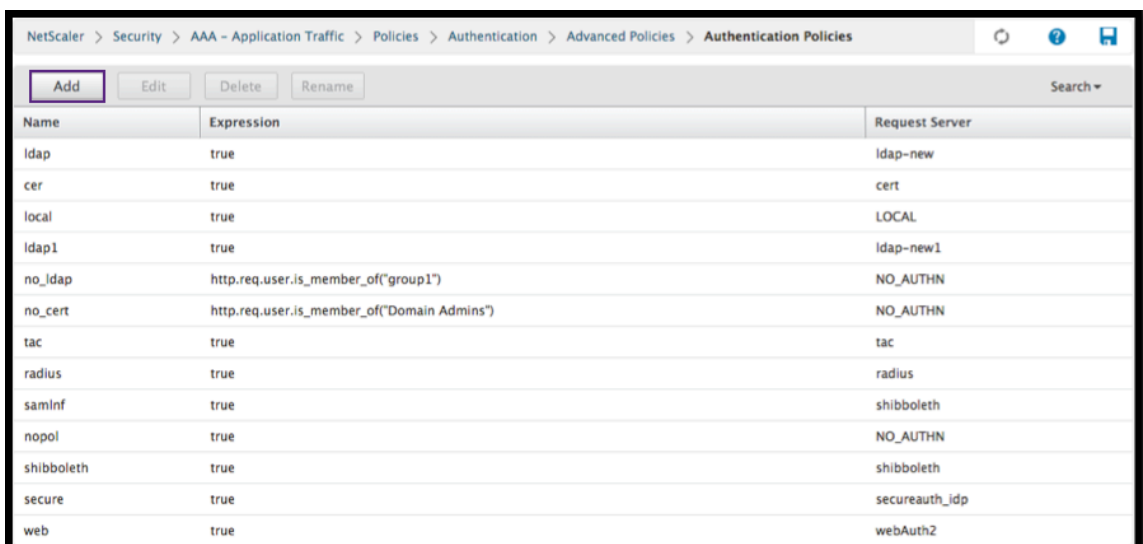 NetScaler > Security > AAA – Application Traffic > Policies > Authentication > Advanced Policies > Authentication Policies
Add Edit Delete Rename Search
Name Expression Request Server
ldap true ldap-new
cer true cert
local true LOCAL
ldap1 true ldap-new1
no_ldap http.req.user.is_member_of("group1") NO_AUTHN
no_cert http.req.user.is_member_of("Domain Admins") NO_AUTHN
tac true tac
radius true radius
samlnf true shibboleth
nopol true NO_AUTHN
shibboleth true shibboleth
secure true secureauth_idp
web true webAuth2